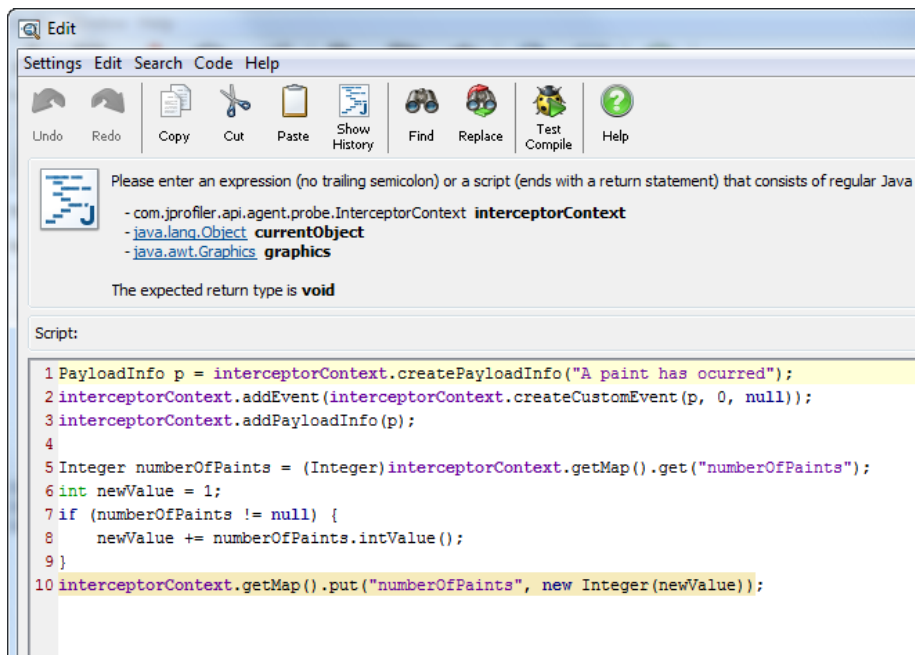 Edit
Settings Edit Search Code Help
Undo Redo Copy Cut Paste Show History Find Replace Test Compile Help
Please enter an expression (no trailing semicolon) or a script (ends with a return statement) that consists of regular Java
- com.jprofiler.api.agent.probe.InterceptorContext interceptorContext
- java.lang.Object currentObject
- java.awt.Graphics graphics
The expected return type is void
Script:
1 PayloadInfo p = interceptorContext.createPayloadInfo("A paint has ocurred");
2 interceptorContext.addEvent(interceptorContext.createCustomEvent(p, 0, null));
3 interceptorContext.addPayloadInfo(p);
4
5 Integer numberOfPaints = (Integer)interceptorContext.getMap().get("numberOfPaints");
6 int newValue = 1;
7 if (numberOfPaints != null) {
8     newValue += numberOfPaints.intValue();
9 }
10 interceptorContext.getMap().put("numberOfPaints", new Integer(newValue));